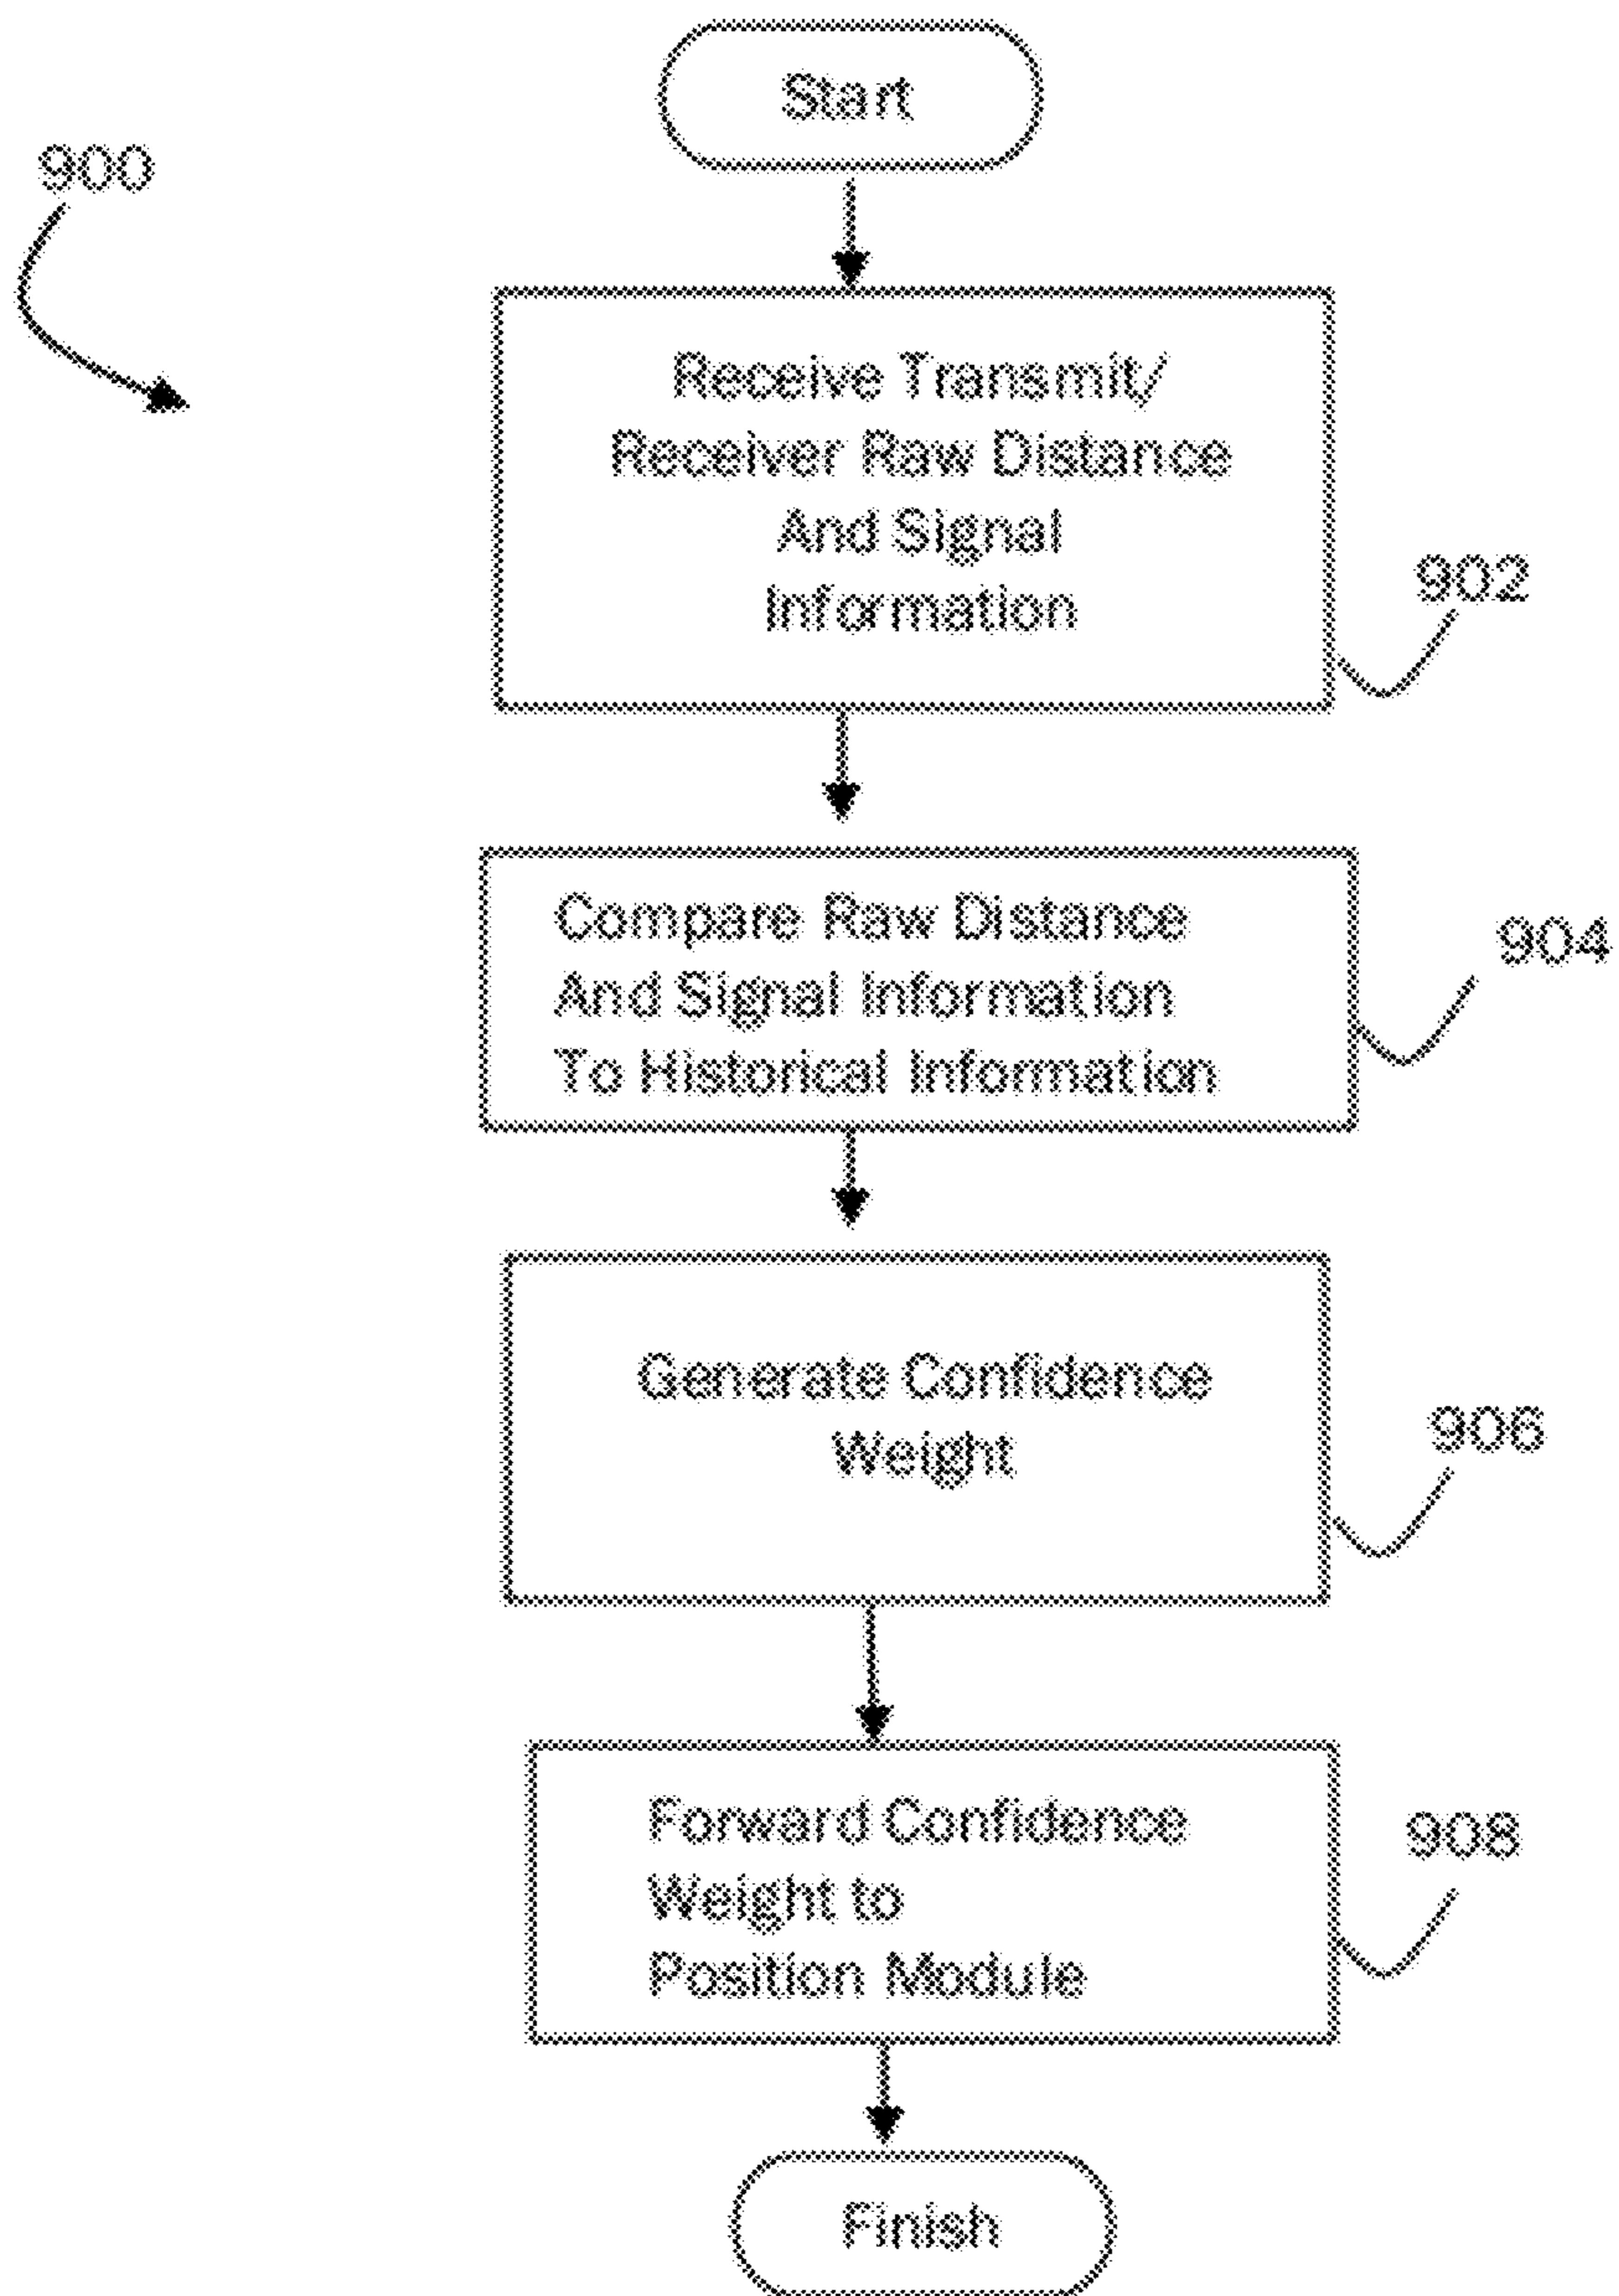 Start
900
Receive Transmit/
Receiver Raw Distance
And Signal
Information
902
Compare Raw Distance
And Signal Information
To Historical Information
904
Generate Confidence
Weight
906
Forward Confidence
Weight to
Position Module
908
Finish